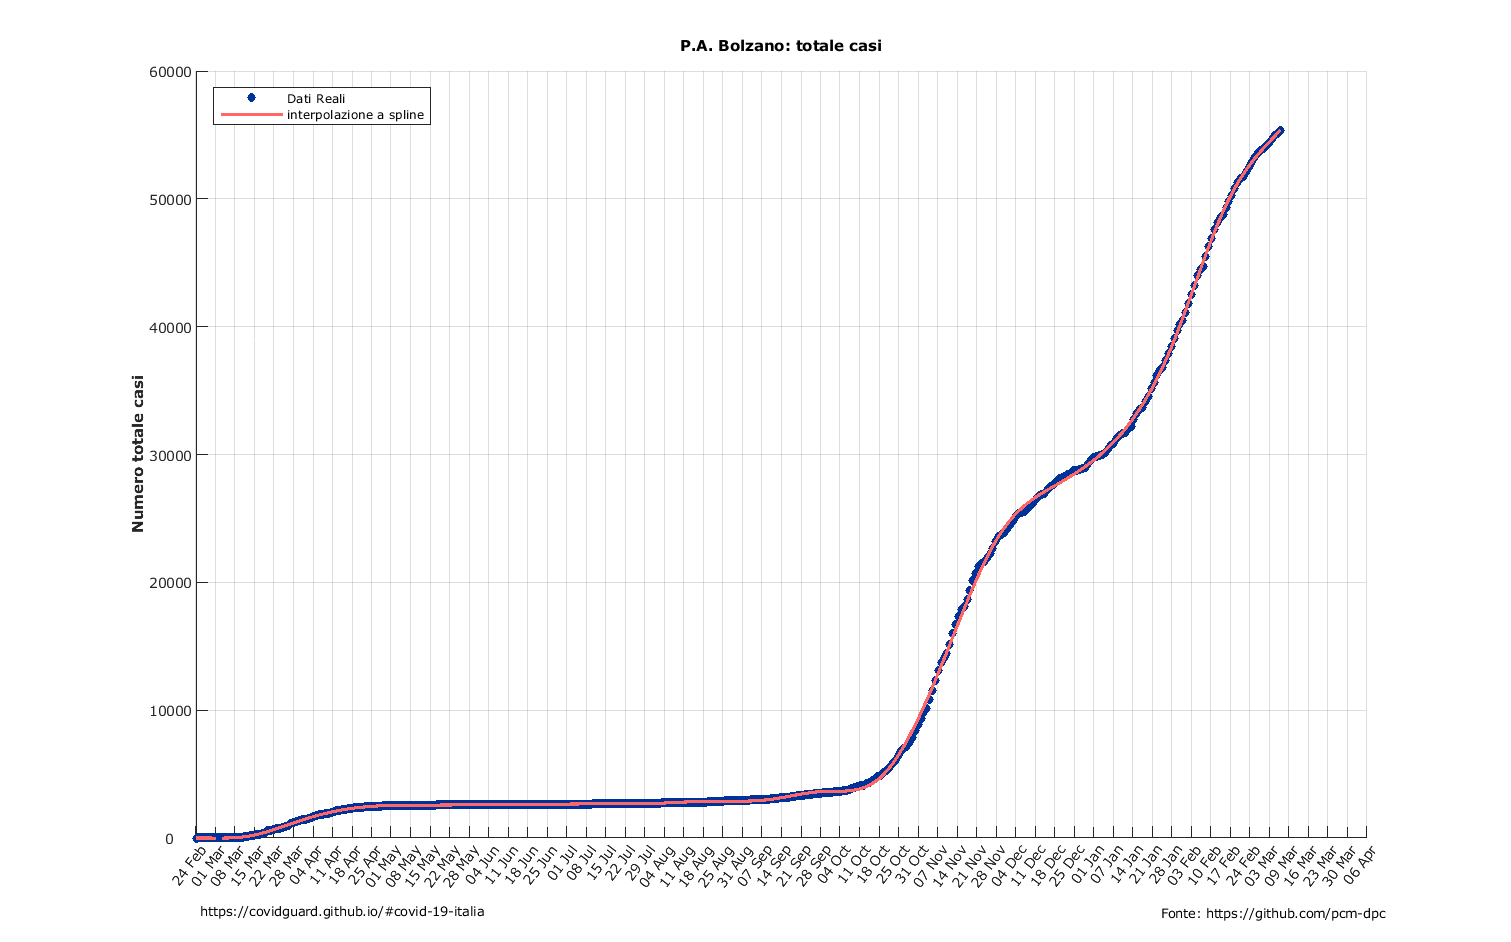 P.A. Bolzano: totale casi
Dati Reali
interpolazione a spline
Numero totale casi
60000
50000
40000
30000
20000
10000
0
24 Feb
01 Mar
08 Mar
15 Mar
22 Mar
28 Mar
04 Apr
11 Apr
18 Apr
25 Apr
01 May
08 May
15 May
22 May
28 May
04 Jun
11 Jun
18 Jun
25 Jun
01 Jul
08 Jul
15 Jul
22 Jul
29 Jul
04 Aug
11 Aug
18 Aug
25 Aug
31 Aug
07 Sep
14 Sep
21 Sep
28 Sep
04 Oct
11 Oct
18 Oct
25 Oct
31 Oct
07 Nov
14 Nov
21 Nov
28 Nov
04 Dec
11 Dec
18 Dec
25 Dec
01 Jan
07 Jan
14 Jan
21 Jan
28 Jan
03 Feb
10 Feb
17 Feb
24 Feb
03 Mar
09 Mar
16 Mar
23 Mar
30 Mar
06 Apr
https://covidguard.github.io/#covid-19-italia
Fonte: https://github.com/pcm-dpc